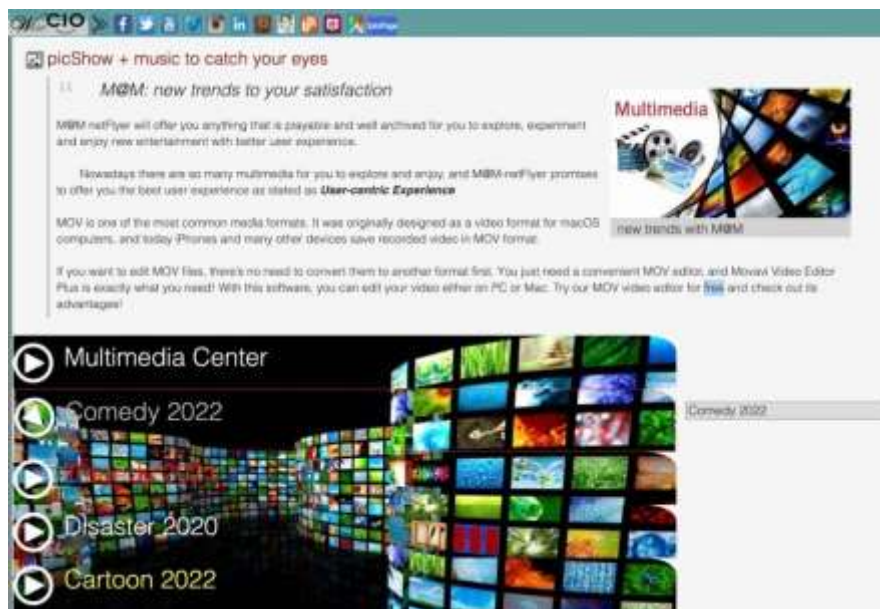 CIO
picShow + music to catch your eyes
M@M: new trends to your satisfaction
M@M-netFlyer will offer you anything that is playable and well archived for you to explore, experiment
and enjoy new entertainment with better user experience.
Nowadays there are so many multimedia for you to explore and enjoy, and M@M-netFlyer promises
to offer you the best user experience as stated as User-centric Experience
MOV is one of the most common media formats. It was originally designed as a video format for macOS
computers, and today iPhones and many other devices save recorded video in MOV format.
If you want to edit MOV files, there's no need to convert them to another format first. You just need a convenient MOV editor, and Movavi Video Editor
Plus is exactly what you need! With this software, you can edit your video either on PC or Mac. Try our MOV video editor for free and check out its
advantages!
Multimedia
new trends with M@M
Multimedia Center
Comedy 2022
Comedy 2022
Disaster 2020
Cartoon 2022